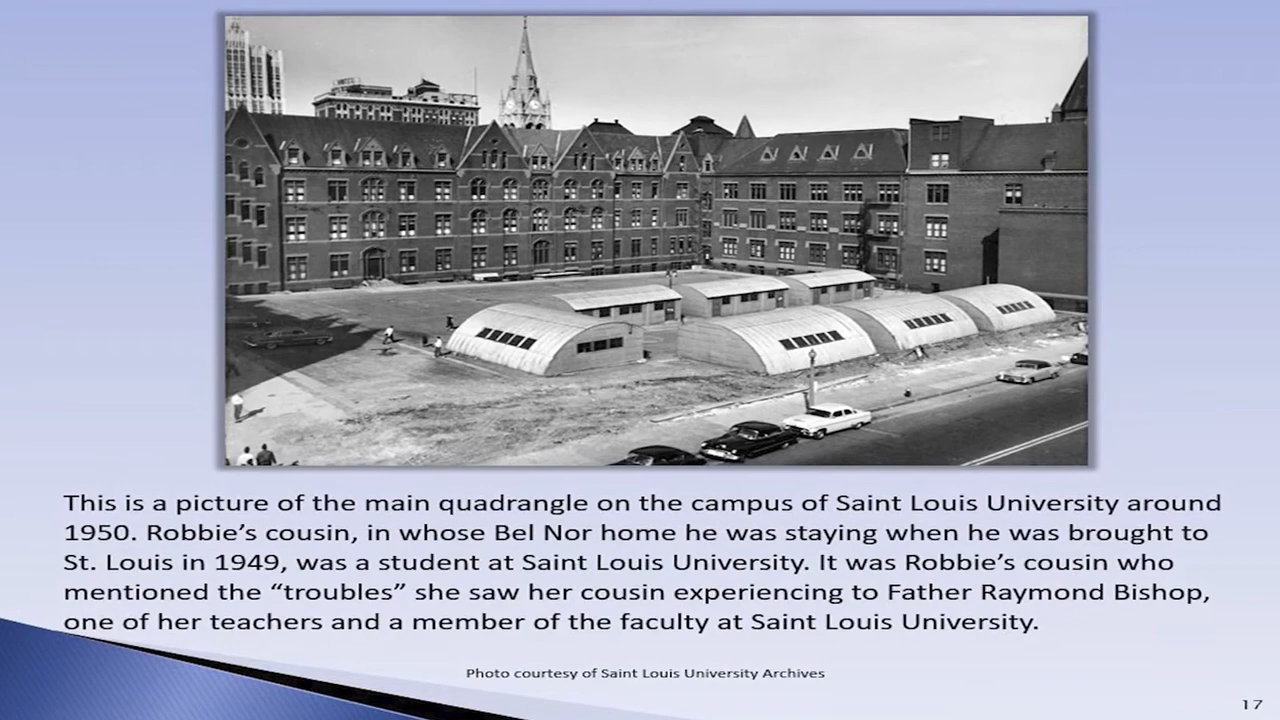 This is a picture of the main quadrangle on the campus of Saint Louis University around
1950. Robbie’s cousin, in whose Bel Nor home he was staying when he was brought to
St. Louis in 1949, was a student at Saint Louis University. It was Robbie’s cousin who
mentioned the “troubles” she saw her cousin experiencing to Father Raymond Bishop,
one of her teachers and a member of the faculty at Saint Louis University.
Photo courtesy of Saint Louis University Archives
17